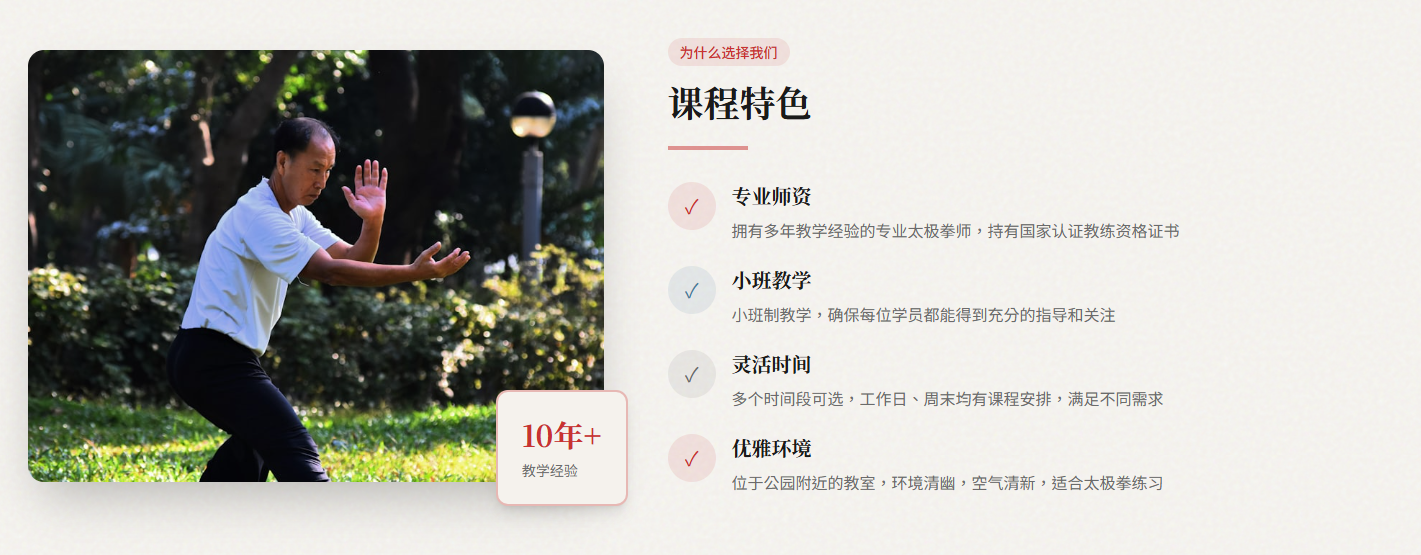 为什么选择我们
课程特色
专业师资
拥有多年教学经验的专业太极拳师，持有国家认证教练资格证书
小班教学
小班制教学，确保每位学员都能得到充分的指导和关注
灵活时间
多个时间段可选，工作日、周末均有课程安排，满足不同需求
优雅环境
位于公园附近的教室，环境清幽，空气清新，适合太极拳练习
10年+
教学经验